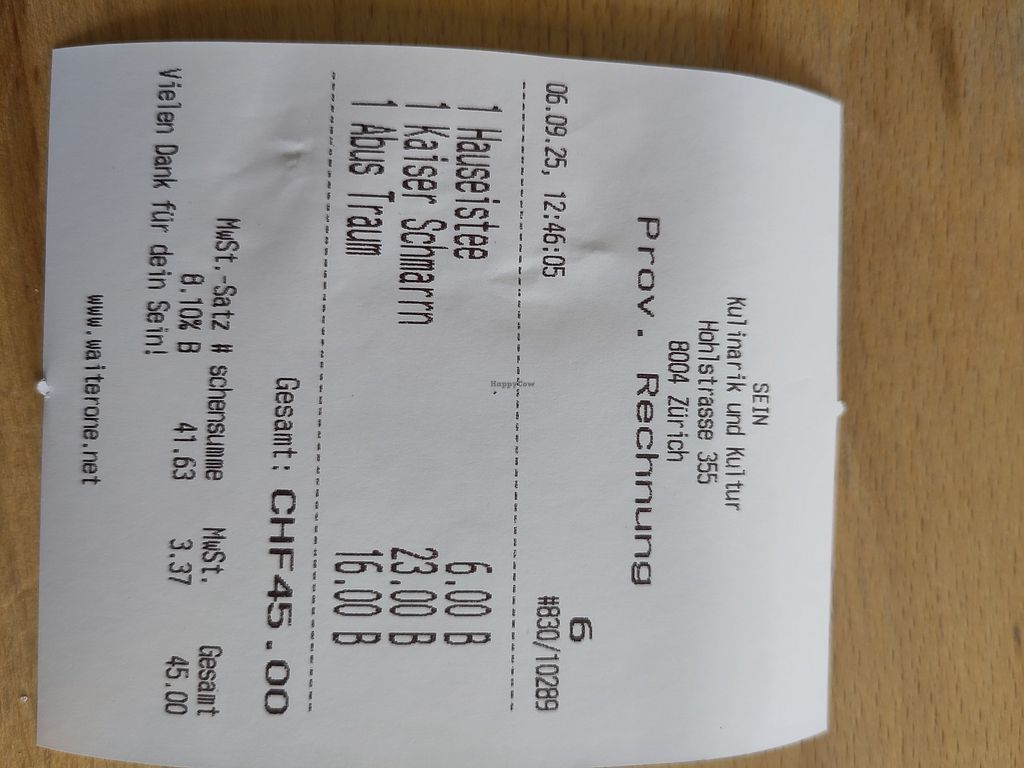 SEIN
Kulinarik und Kultur
Hohlstrasse 355
8004 Zürich
Prov. Rechnung
6
06.09.25, 12:46:05 #830/10289
1 Hauseistee 6.00 B
1 Kaiser Schmarrn 23.00 B
1 Abus Traum 16.00 B
Gesamt: CHF45.00
MwSt.-Satz # schensumme MwSt. Gesamt
8.10% B 41.63 3.37 45.00
Vielen Dank für dein Sein!
www.waiterone.net
HappyCow